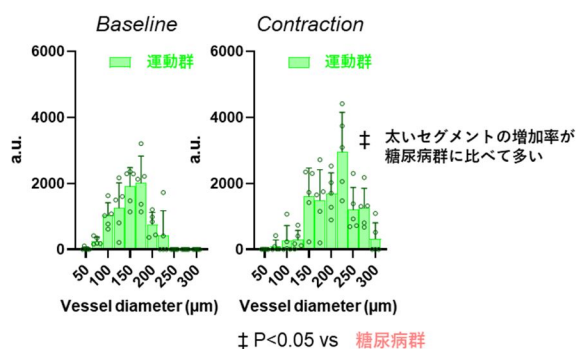 Baseline
Contraction
6000
4000
2000
0
a.u.
運動群
50
100
150
200
250
300
Vessel diameter (μm)
6000
4000
2000
0
a.u.
運動群
50
100
150
200
250
300
Vessel diameter (μm)
‡
太いセグメントの増加率が
糖尿病群に比べて多い
‡ P<0.05 vs 糖尿病群